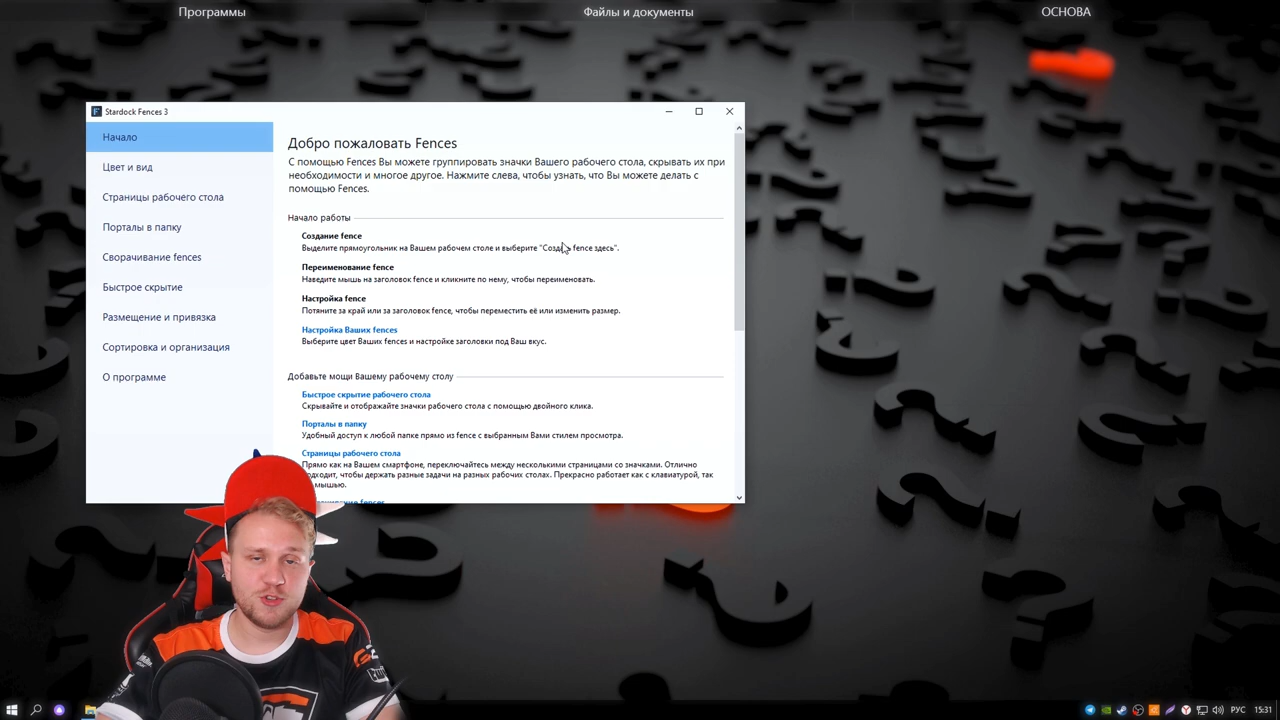 Программы
Файлы и документы
ОСНОВА
Stardock Fences 3
Начало
Цвет и вид
Страницы рабочего стола
Порталы в папку
Сворачивание fences
Быстрое скрытие
Размещение и привязка
Сортировка и организация
О программе
Добро пожаловать Fences
С помощью Fences Вы можете группировать значки Вашего рабочего стола, скрывать их при
необходимости и многое другое. Нажмите слева, чтобы узнать, что Вы можете делать с
помощью Fences.
Начало работы
Создание fence
Выделите прямоугольник на Вашем рабочем столе и выберите "Создать fence здесь".
Переименование fence
Наведите мышь на заголовок fence и кликните по нему, чтобы переименовать.
Настройка fence
Потяните за край или за заголовок fence, чтобы переместить её или изменить размер.
Настройка Ваших fences
Выберите цвет Ваших fences и настройке заголовки под Ваш вкус.
Добавьте мощи Вашему рабочему столу
Быстрое скрытие рабочего стола
Скрывайте и отображайте значки рабочего стола с помощью двойного клика.
Порталы в папку
Удобный доступ к любой папке прямо из fence с выбранным Вами стилем просмотра.
Страницы рабочего стола
Прямо как на Вашем смартфоне, переключайтесь между несколькими страницами со значками. Отлично
подходит, чтобы держать разные задачи на разных рабочих столах. Прекрасно работает как с клавиатурой, так
мышью.
РУС
15:31